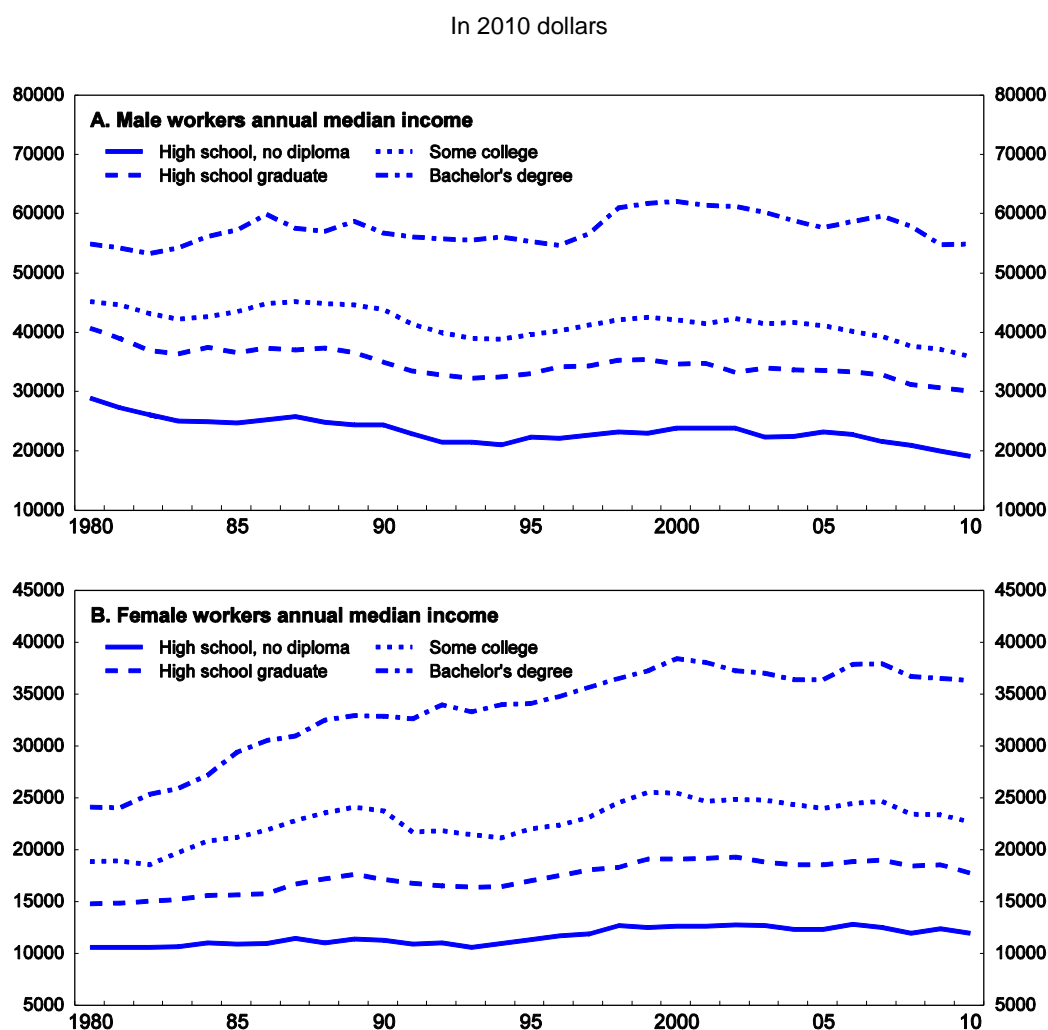 In 2010 dollars
80000 80000
A. Male workers annual median income
70000 70000
High school, no diploma Some college
High school graduate Bachelor's degree
60000 60000
50000 50000
40000 40000
30000 30000
20000 20000
10000 10000
1980 85 90 95 2000 05 10
45000 45000
B. Female workers annual median income
40000 40000
High school, no diploma Some college
High school graduate Bachelor's degree
35000 35000
30000 30000
25000 25000
20000 20000
15000 15000
10000 10000
5000 5000
1980 85 90 95 2000 05 10